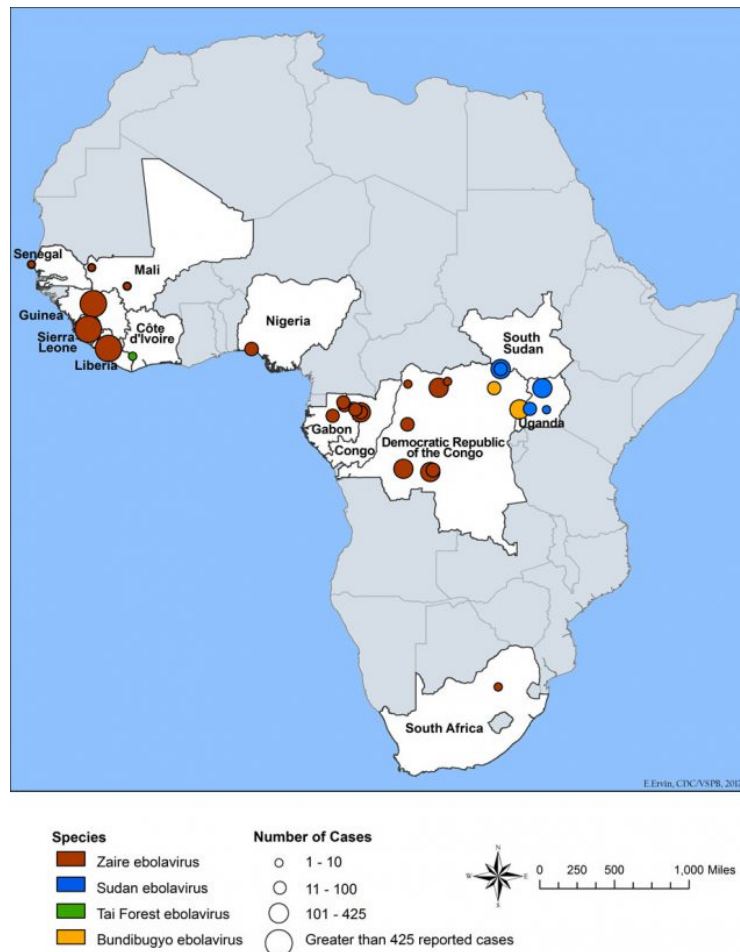 Senegal
Mali
Guinea
Sierra
Leone
Côte
d'Ivoire
Liberia
Nigeria
South
Sudan
Uganda
Gabon
Congo
Democratic Republic
of the Congo
South Africa
E.Ervin, CDC/VSPB, 2017
Species
Zaire ebolavirus
Sudan ebolavirus
Tai Forest ebolavirus
Bundibugyo ebolavirus
Number of Cases
1 - 10
11 - 100
101 - 425
Greater than 425 reported cases
N
W E
S
0 250 500 1,000 Miles